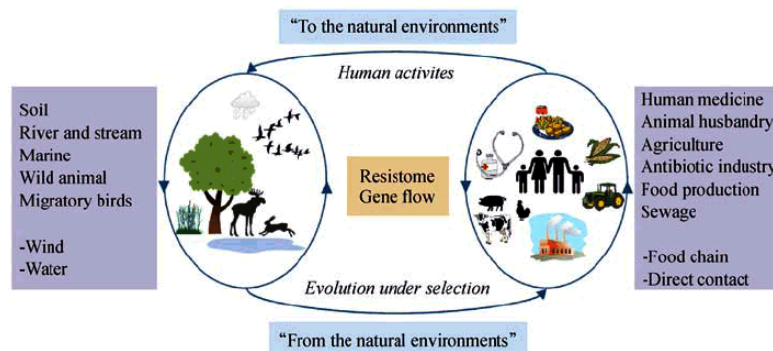 "To the natural environments"
Human activites
Soil
River and stream
Marine
Wild animal
Migratory birds
-Wind
-Water
Resistome
Gene flow
Human medicine
Animal husbandry
Agriculture
Antibiotic industry
Food production
Sewage
-Food chain
-Direct contact
Evolution under selection
"From the natural environments"